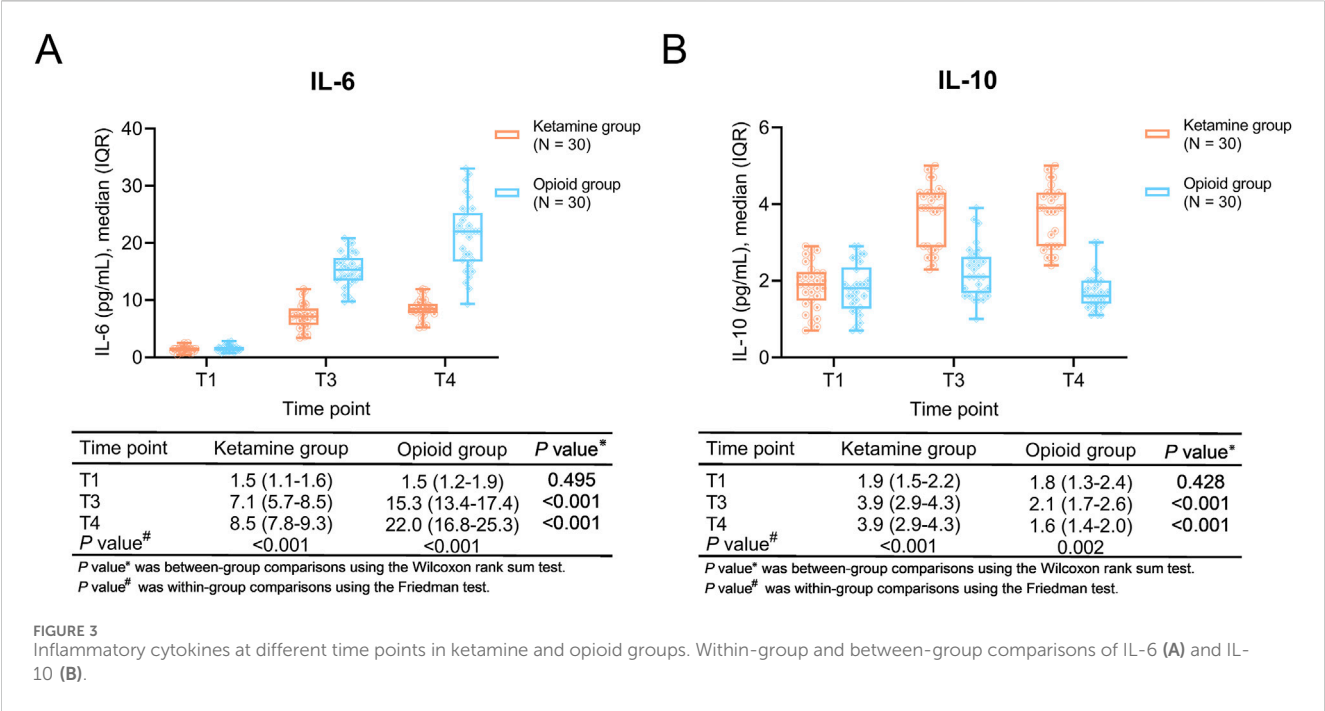 A
IL-6
IL-6 (pg/mL), median (IQR)
40
30
20
10
0
T1 T3 T4
Time point
Ketamine group
(N = 30)
Opioid group
(N = 30)
Time point Ketamine group Opioid group P value*
T1 1.5 (1.1-1.6) 1.5 (1.2-1.9) 0.495
T3 7.1 (5.7-8.5) 15.3 (13.4-17.4) <0.001
T4 8.5 (7.8-9.3) 22.0 (16.8-25.3) <0.001
P value# <0.001 <0.001
P value* was between-group comparisons using the Wilcoxon rank sum test.
P value# was within-group comparisons using the Friedman test.
B
IL-10
IL-10 (pg/mL), median (IQR)
6
4
2
0
T1 T3 T4
Time point
Ketamine group
(N = 30)
Opioid group
(N = 30)
Time point Ketamine group Opioid group P value*
T1 1.9 (1.5-2.2) 1.8 (1.3-2.4) 0.428
T3 3.9 (2.9-4.3) 2.1 (1.7-2.6) <0.001
T4 3.9 (2.9-4.3) 1.6 (1.4-2.0) <0.001
P value# <0.001 0.002
P value* was between-group comparisons using the Wilcoxon rank sum test.
P value# was within-group comparisons using the Friedman test.
FIGURE 3
Inflammatory cytokines at different time points in ketamine and opioid groups. Within-group and between-group comparisons of IL-6 (A) and IL-
10 (B).